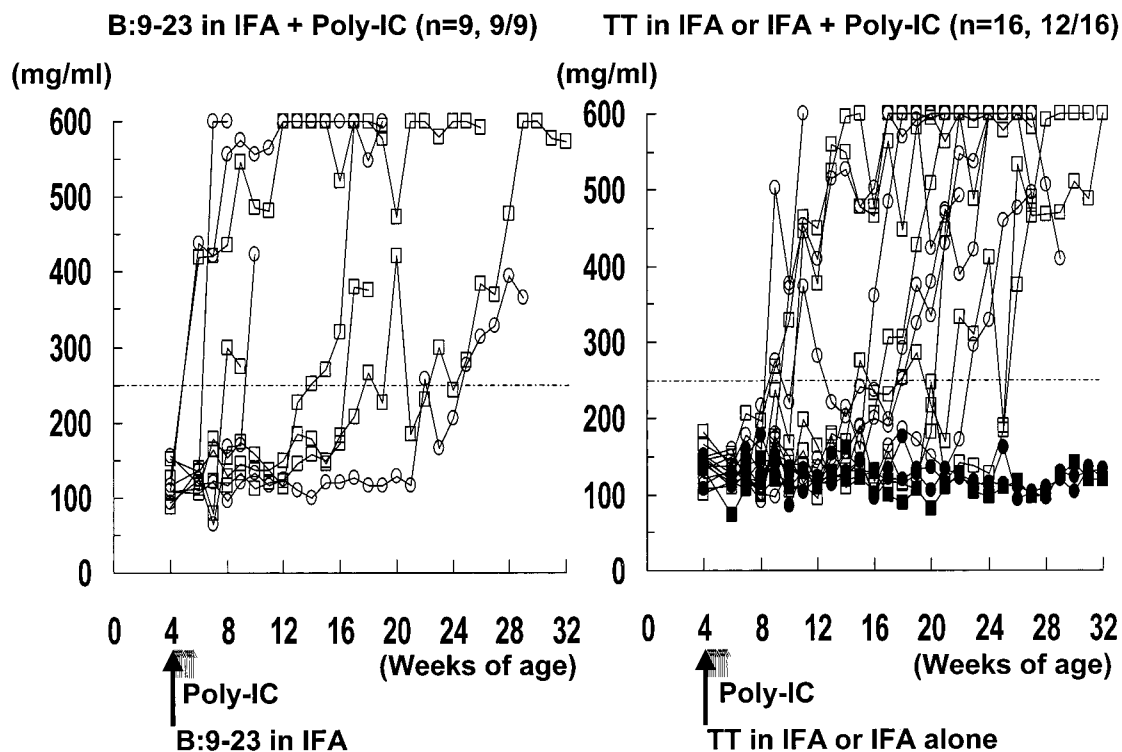 B:9-23 in IFA + Poly-IC (n=9, 9/9)
(mg/ml)
600
500
400
300
200
100
0
0 4 8 12 16 20 24 28 32
(Weeks of age)
Poly-IC
B:9-23 in IFA
TT in IFA or IFA + Poly-IC (n=16, 12/16)
(mg/ml)
600
500
400
300
200
100
0
0 4 8 12 16 20 24 28 32
(Weeks of age)
Poly-IC
TT in IFA or IFA alone